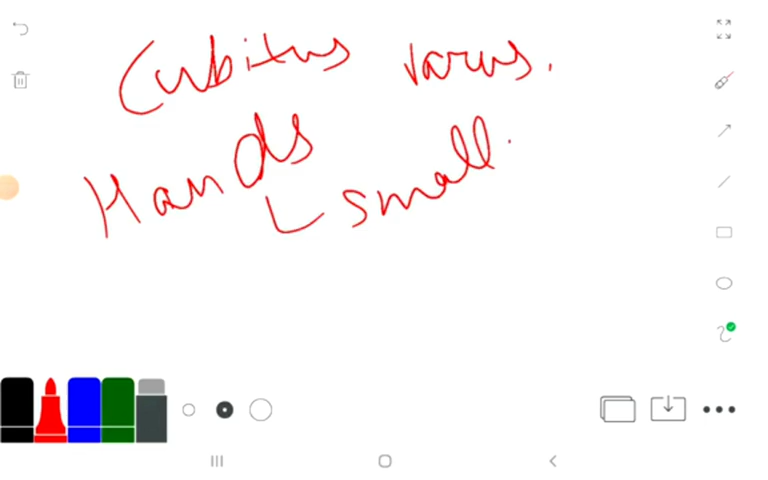 Cubitus varus.
Hands
↳ small.